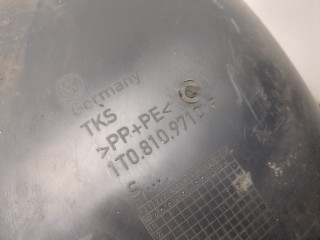 Germany
TKS
>PP+PE<
1T0.810.971
S